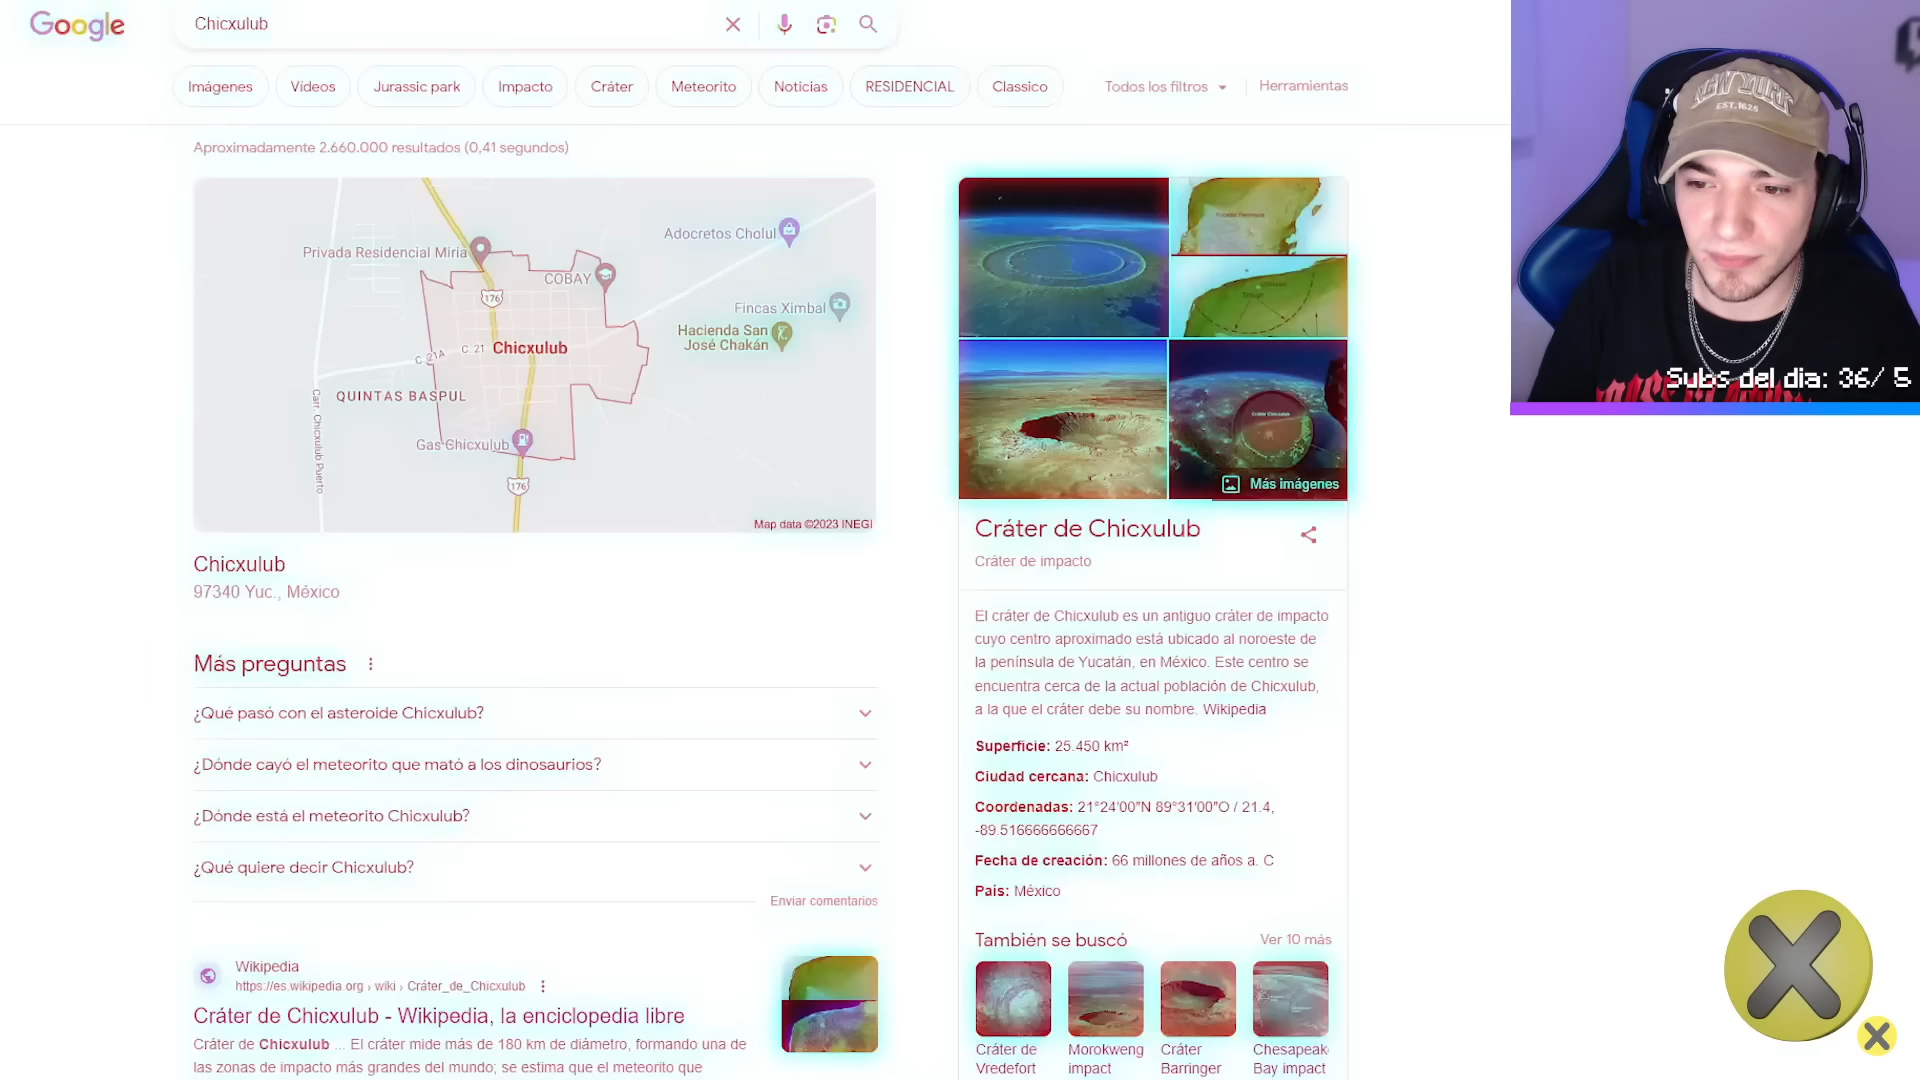 Google
Chicxulub
Imágenes
Videos
Jurassic park
Impacto
Cráter
Meteorito
Noticias
RESIDENCIAL
Classico
Todos los filtros
Herramientas
Aproximadamente 2.660.000 resultados (0,41 segundos)
Privada Residencial Miria
Adocretos Cholul
COBAY
176
Fincas Ximbal
Hacienda San
José Chakán
C. 21A
C. 21
Chicxulub
QUINTAS BASPUL
Carr. Chicxulub Puerto
Gas Chicxulub
176
Map data ©2023 INEGI
Chicxulub
97340 Yuc., México
Más preguntas
¿Qué pasó con el asteroide Chicxulub?
¿Dónde cayó el meteorito que mató a los dinosaurios?
¿Dónde está el meteorito Chicxulub?
¿Qué quiere decir Chicxulub?
Enviar comentarios
Wikipedia
https://es.wikipedia.org › wiki › Cráter_de_Chicxulub
Cráter de Chicxulub - Wikipedia, la enciclopedia libre
Cráter de Chicxulub ... El cráter mide más de 180 km de diámetro, formando una de
las zonas de impacto más grandes del mundo; se estima que el meteorito que
Más imágenes
Cráter de Chicxulub
Cráter de impacto
El cráter de Chicxulub es un antiguo cráter de impacto
cuyo centro aproximado está ubicado al noroeste de
la península de Yucatán, en México. Este centro se
encuentra cerca de la actual población de Chicxulub,
a la que el cráter debe su nombre. Wikipedia
Superficie: 25.450 km²
Ciudad cercana: Chicxulub
Coordenadas: 21°24′00″N 89°31′00″O / 21.4,
-89.516666666667
Fecha de creación: 66 millones de años a. C
País: México
También se buscó
Ver 10 más
Cráter de
Vredefort
Morokweng
impact
Cráter
Barringer
Chesapeak
Bay impact
NEW YORK
EST. 1625
Subs del dia: 36/ 5